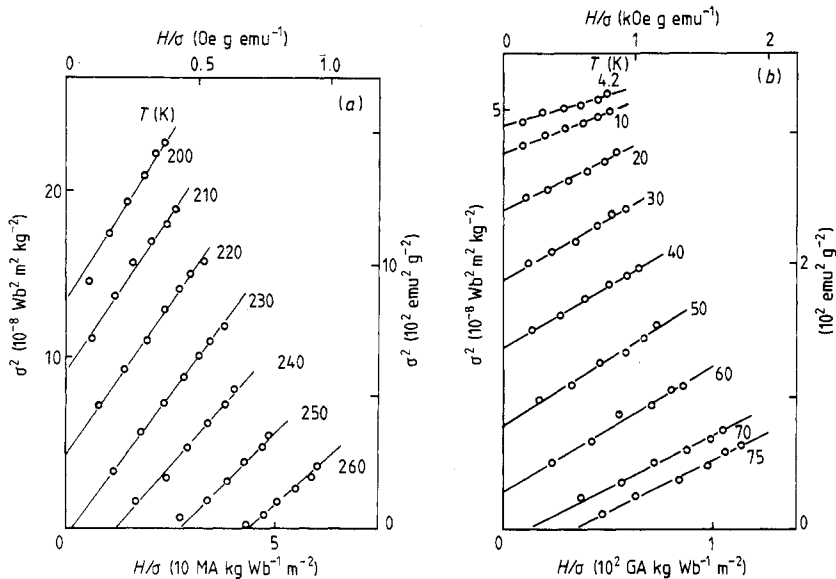 H/σ (Oe g emu⁻¹)
0 0.5 1.0
(a)
T (K)
200
210
220
230
240
250
260
20
10
σ² (10⁻⁸ Wb² m² kg⁻²)
10
0
σ² (10² emu² g⁻²)
0 5
H/σ (10 MA kg Wb⁻¹ m⁻²)
H/σ (kOe g emu⁻¹)
0 1 2
(b)
T (K)
4.2
10
20
30
40
50
60
70
75
5
σ² (10⁻⁸ Wb² m² kg⁻²)
2
0
(10² emu² g⁻²)
0 1
H/σ (10² GA kg Wb⁻¹ m⁻²)